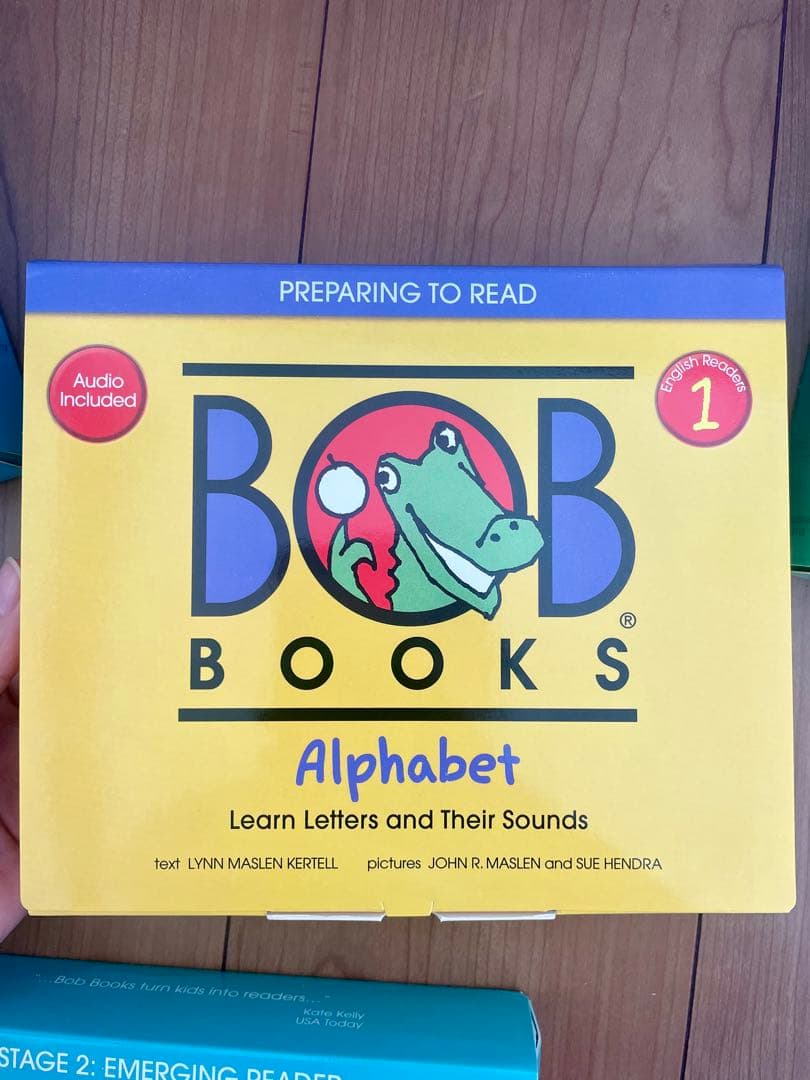 PREPARING TO READ
Audio
Included
English Readers
1
BOB
BOOKS
®
Alphabet
Learn Letters and Their Sounds
text LYNN MASLEN KERTELL pictures JOHN R. MASLEN and SUE HENDRA
"...Bob Books turn kids into readers..."
Kate Kelly
USA Today
STAGE 2: EMERGING READER